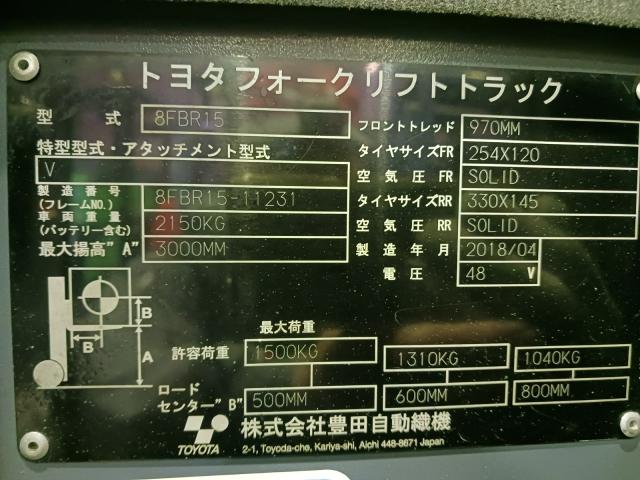 トヨタフォークリフトトラック
型 式 8FBR15
特型型式・アタッチメント型式
V
製造番号
(フレームNO.) 8FBR15-11231
車両重量
(バッテリー含む) 2150KG
最大揚高"A" 3000MM
フロントトレッド 970MM
タイヤサイズFR 254X120
空気圧 FR SOLID
タイヤサイズRR 330X145
空気圧 RR SOLID
製造年月 2018/04
電圧 48 V
B
B
A
最大荷重
許容荷重 1500KG 1310KG 1040KG
ロード
センター"B" 500MM 600MM 800MM
TOYOTA 株式会社豊田自動織機
2-1, Toyoda-cho, Kariya-shi, Aichi 448-8671 Japan